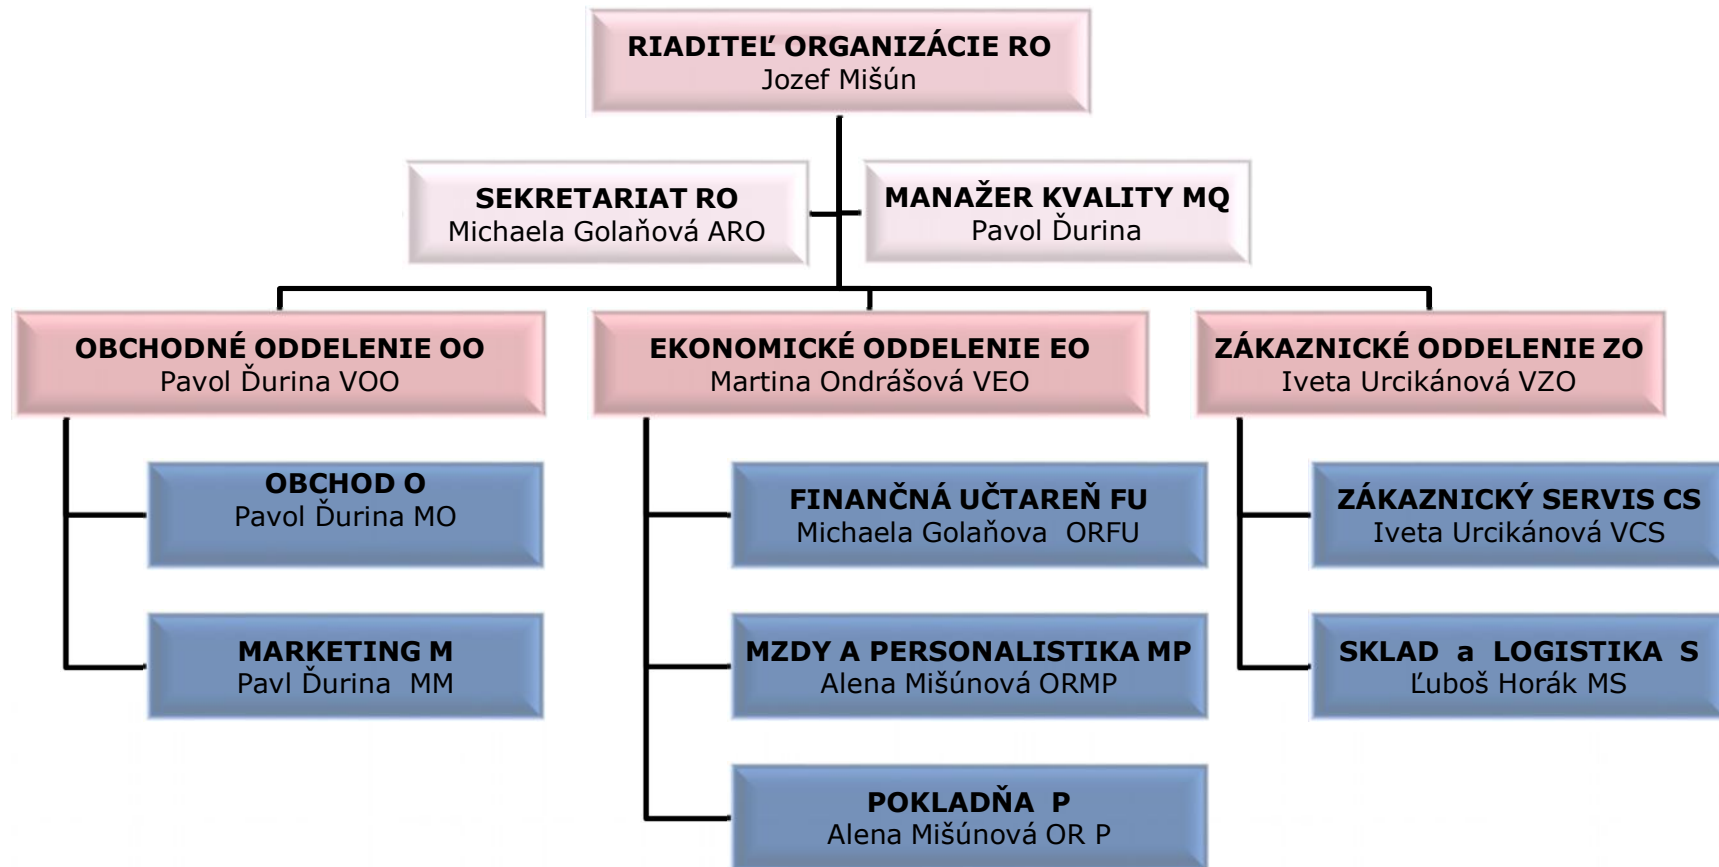 RIADITEĽ ORGANIZÁCIE RO
Jozef Mišún
SEKRETARIAT RO
Michaela Golaňová ARO
MANAŽER KVALITY MQ
Pavol Ďurina
OBCHODNÉ ODDELENIE OO
Pavol Ďurina VOO
EKONOMICKÉ ODDELENIE EO
Martina Ondrášová VEO
ZÁKAZNICKÉ ODDELENIE ZO
Iveta Urcikánová VZO
OBCHOD O
Pavol Ďurina MO
MARKETING M
Pavl Ďurina  MM
FINANČNÁ UČTAREŇ FU
Michaela Golaňova  ORFU
MZDY A PERSONALISTIKA MP
Alena Mišúnová ORMP
POKLADŇA  P
Alena Mišúnová OR P
ZÁKAZNICKÝ SERVIS CS
Iveta Urcikánová VCS
SKLAD  a  LOGISTIKA  S
Ľuboš Horák MS